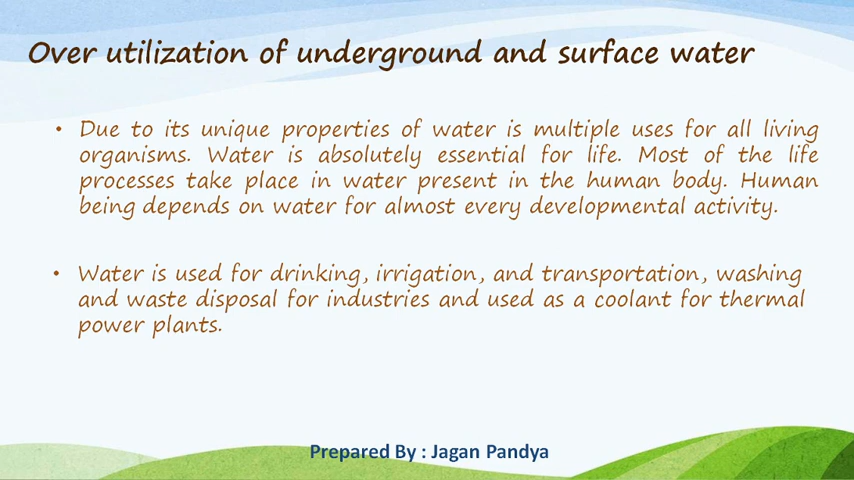 Over utilization of underground and surface water
• Due to its unique properties of water is multiple uses for all living
organisms. Water is absolutely essential for life. Most of the life
processes take place in water present in the human body. Human
being depends on water for almost every developmental activity.
• Water is used for drinking, irrigation, and transportation, washing
and waste disposal for industries and used as a coolant for thermal
power plants.
Prepared By : Jagan Pandya